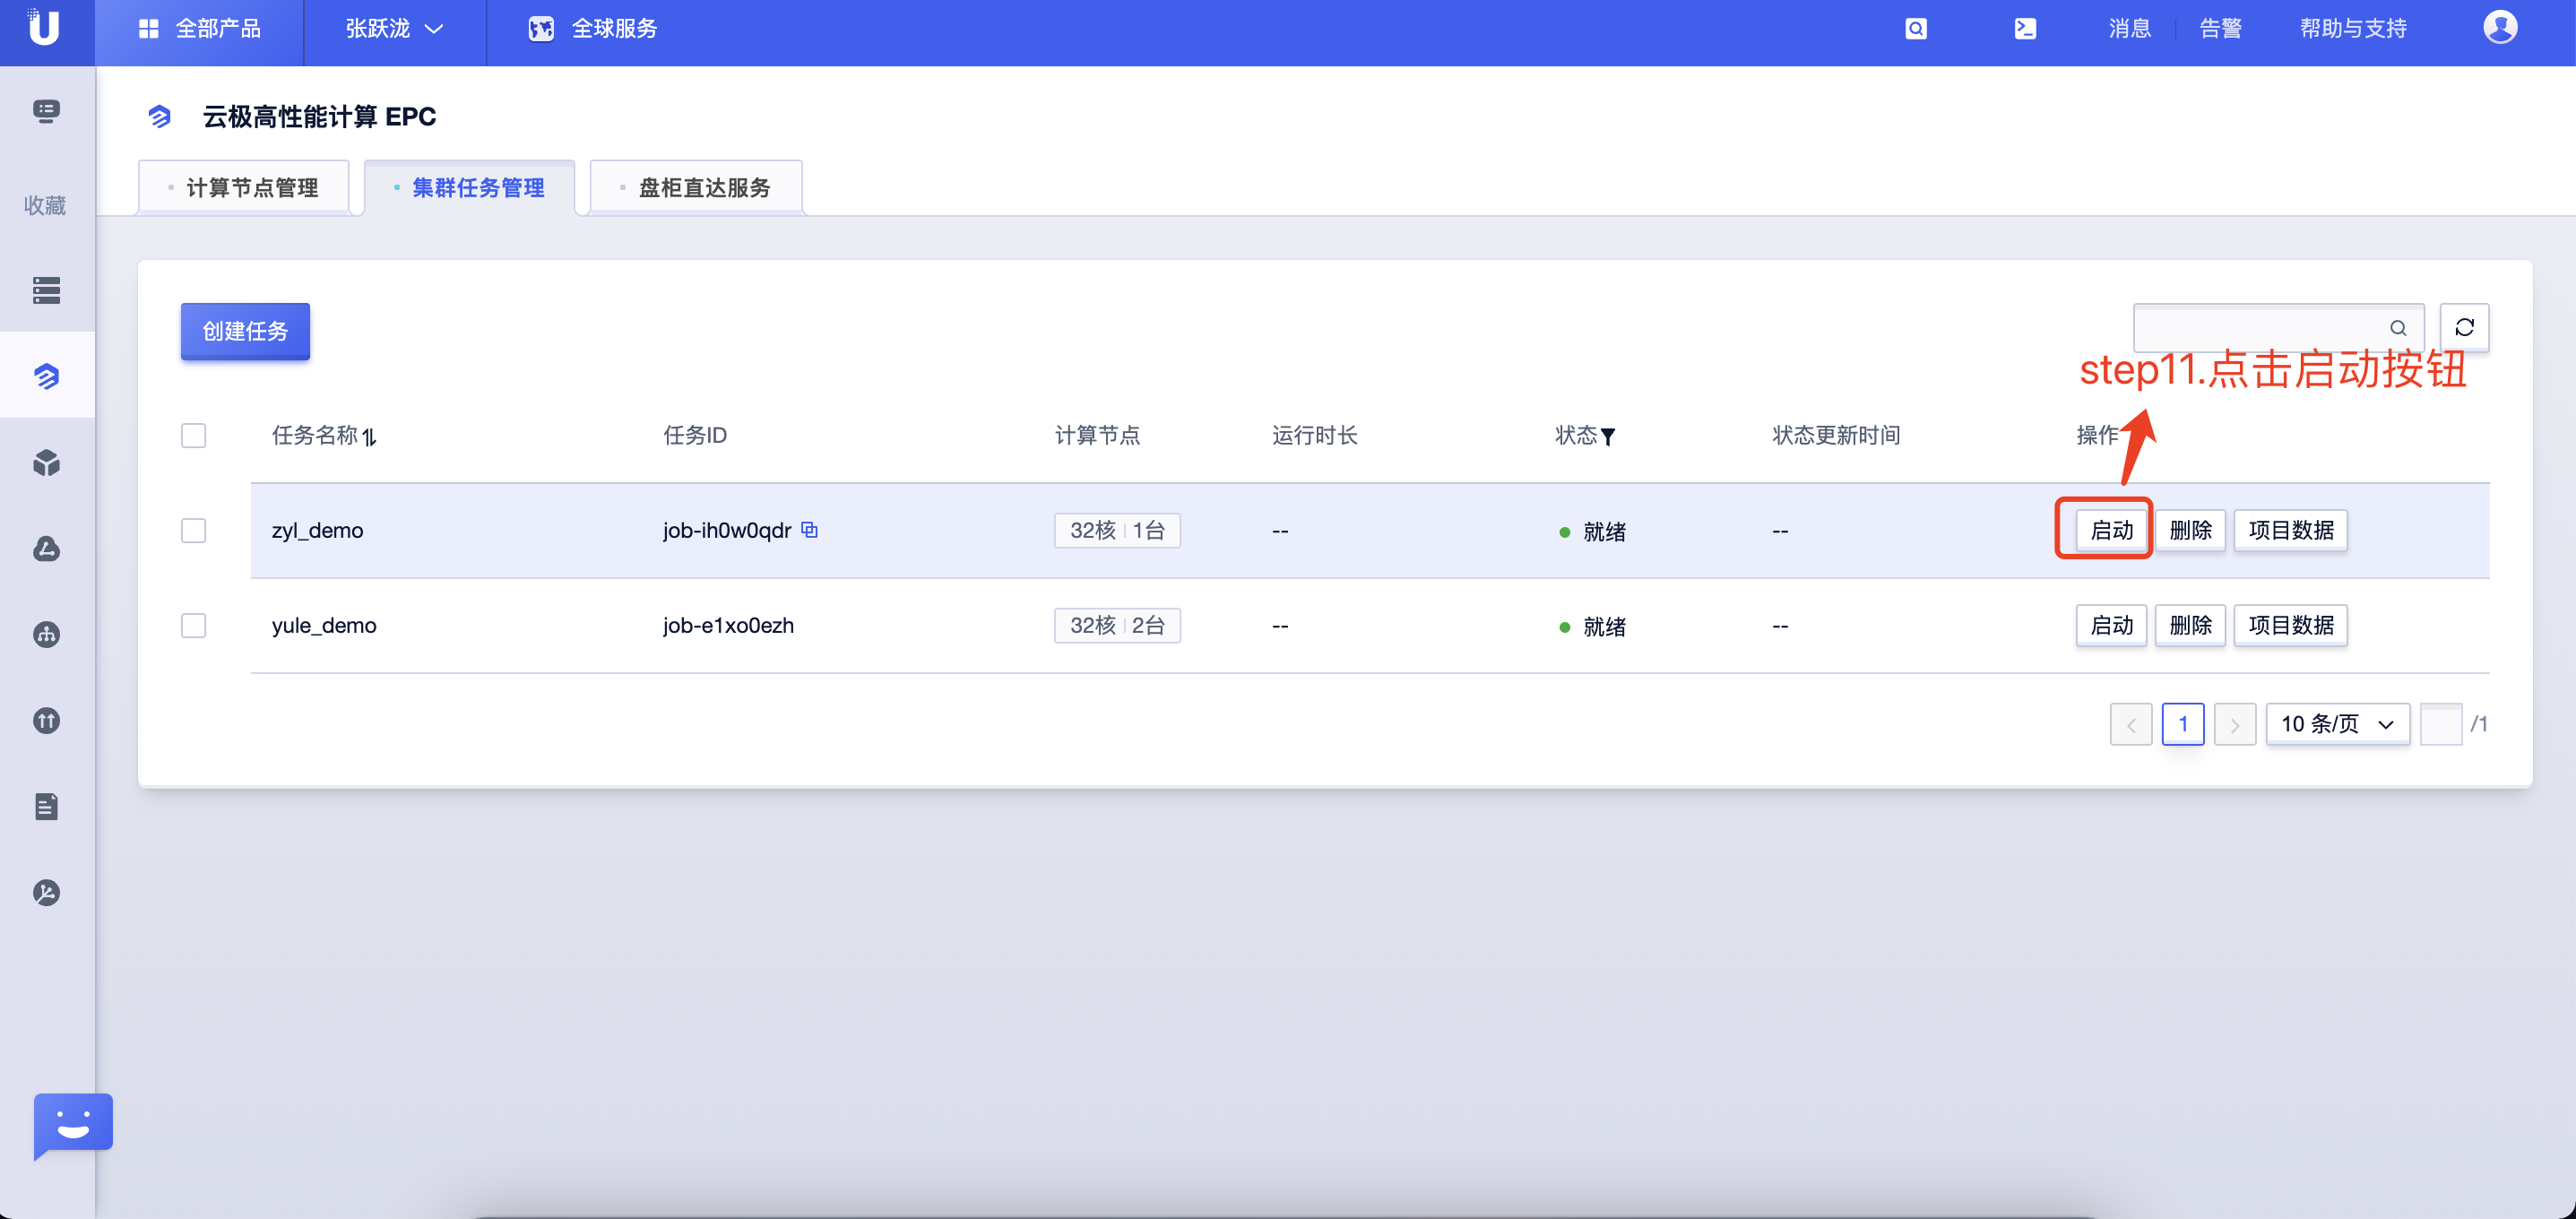 全部产品 张跃泷 全球服务 消息 告警 帮助与支持
云极高性能计算 EPC
计算节点管理 集群任务管理 盘柜直达服务
收藏
创建任务
step11.点击启动按钮
任务名称 任务ID 计算节点 运行时长 状态 状态更新时间 操作
zyl_demo job-ih0w0qdr 32核 1台 -- 就绪 -- 启动 删除 项目数据
yule_demo job-e1xo0ezh 32核 2台 -- 就绪 -- 启动 删除 项目数据
1 10 条/页 /1